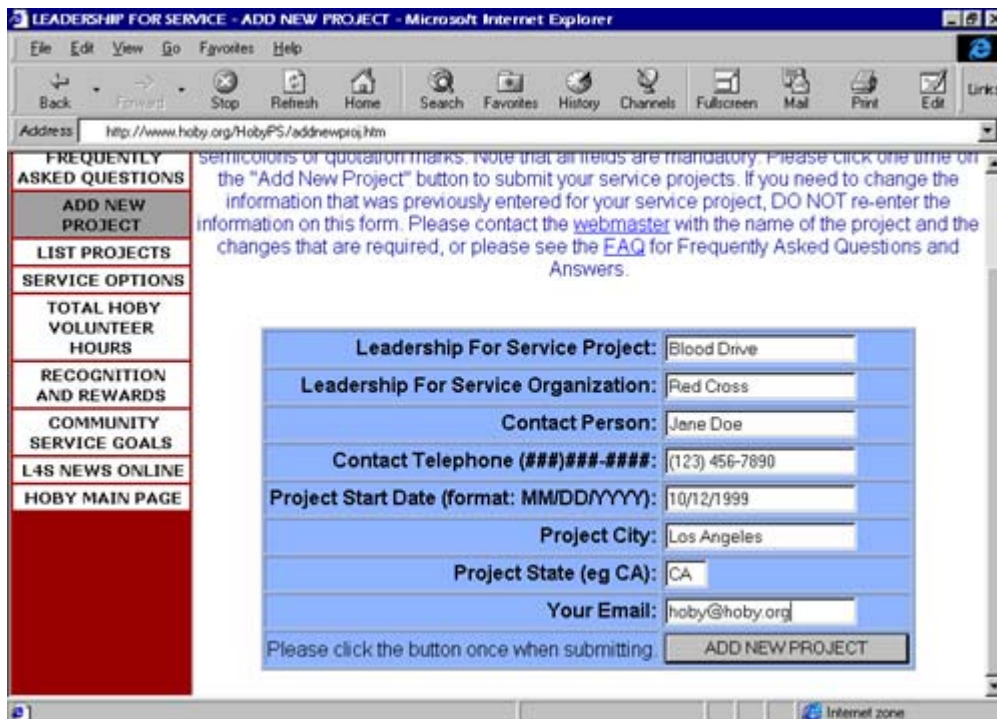 LEADERSHIP FOR SERVICE - ADD NEW PROJECT - Microsoft Internet Explorer
File Edit View Go Favorites Help
Back Forward Stop Refresh Home Search Favorites History Channels Fullscreen Mail Print Edit Links
Address http://www.hoby.org/HobyPS/addnewproj.htm
FREQUENTLY
ASKED QUESTIONS
ADD NEW
PROJECT
LIST PROJECTS
SERVICE OPTIONS
TOTAL HOBY
VOLUNTEER
HOURS
RECOGNITION
AND REWARDS
COMMUNITY
SERVICE GOALS
L4S NEWS ONLINE
HOBY MAIN PAGE
semicolons or quotation marks. Note that all fields are mandatory. Please click one time on
the "Add New Project" button to submit your service projects. If you need to change the
information that was previously entered for your service project, DO NOT re-enter the
information on this form. Please contact the webmaster with the name of the project and the
changes that are required, or please see the FAQ for Frequently Asked Questions and
Answers.
Leadership For Service Project: Blood Drive
Leadership For Service Organization: Red Cross
Contact Person: Jane Doe
Contact Telephone (###)###-####: (123) 456-7890
Project Start Date (format: MM/DD/YYYY): 10/12/1999
Project City: Los Angeles
Project State (eg CA): CA
Your Email: hoby@hoby.org
Please click the button once when submitting. ADD NEW PROJECT
Internet zone